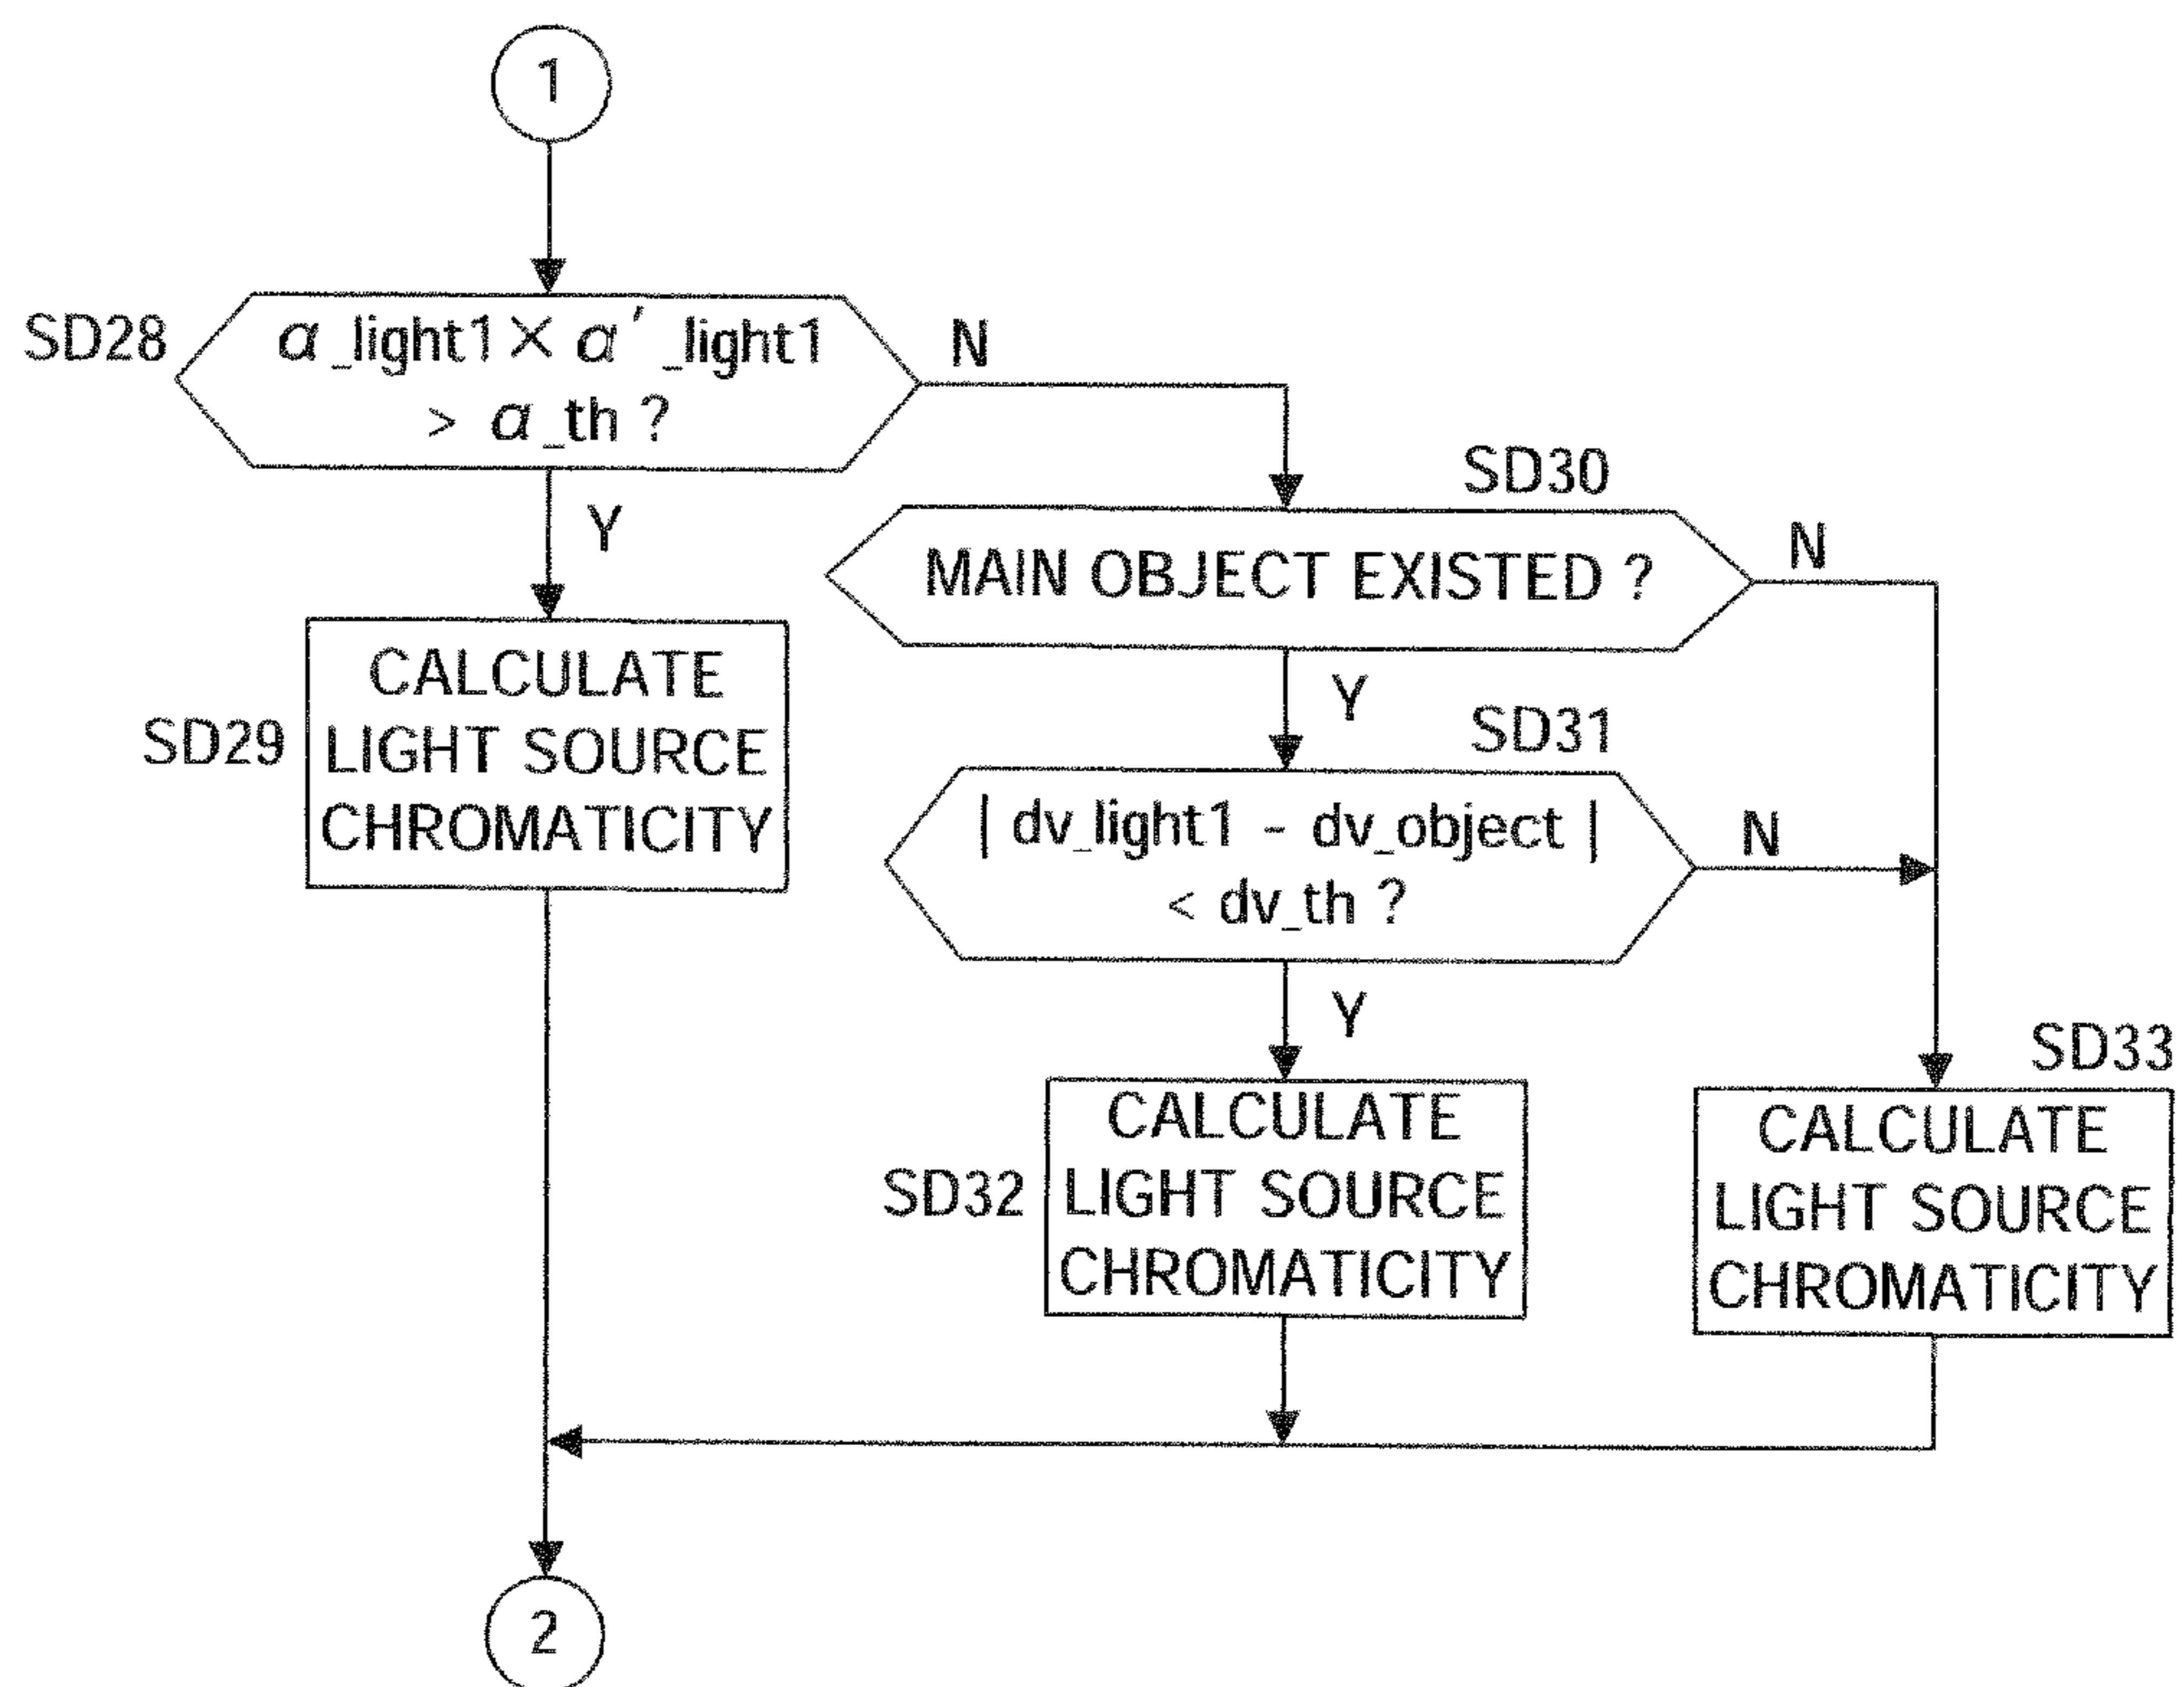 1
SD28
α_light1 × α′_light1
> α_th ?
N
Y
SD30
MAIN OBJECT EXISTED ?
N
SD29
CALCULATE
LIGHT SOURCE
CHROMATICITY
Y
SD31
| dv_light1 - dv_object |
< dv_th ?
N
Y
SD32
CALCULATE
LIGHT SOURCE
CHROMATICITY
SD33
CALCULATE
LIGHT SOURCE
CHROMATICITY
2